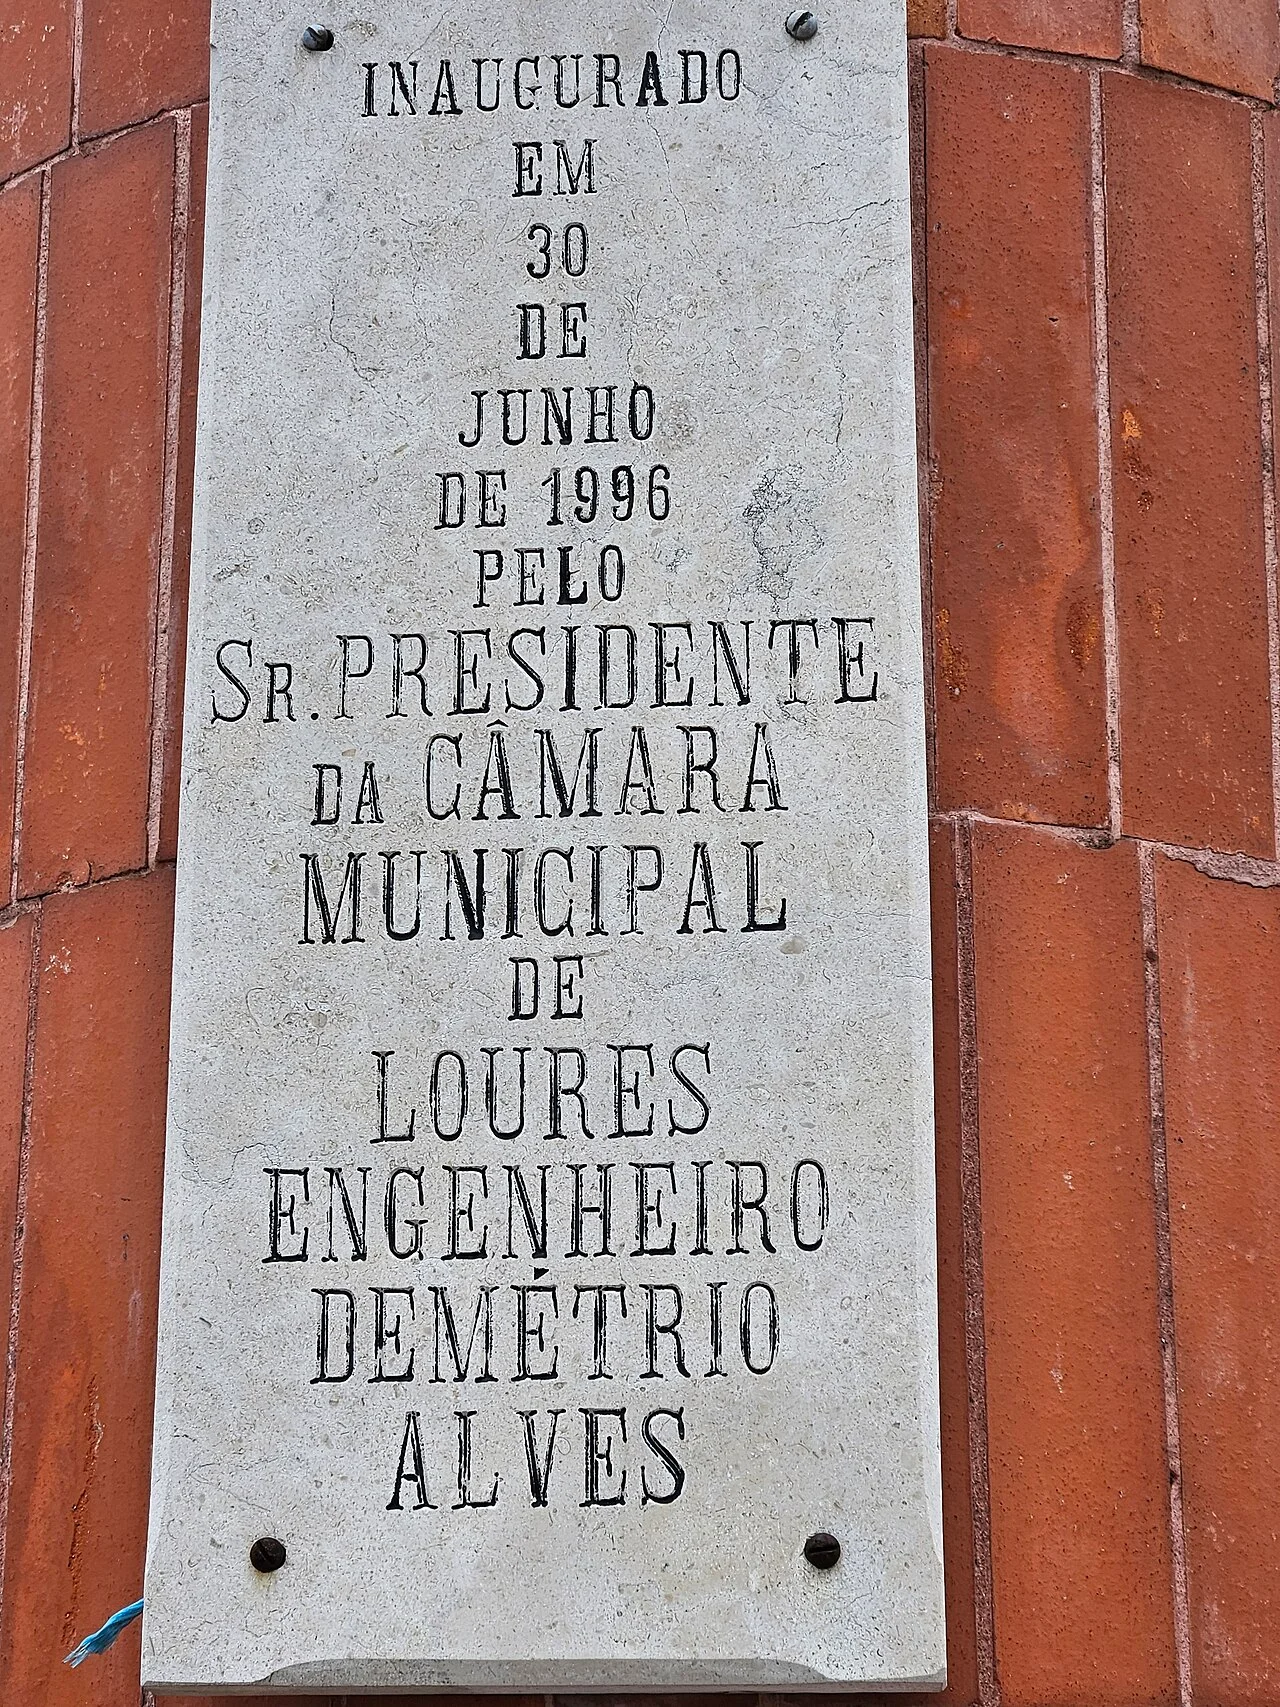 INAUGURADO
EM
30
DE
JUNHO
DE 1996
PELO
SR. PRESIDENTE
DA CÂMARA
MUNICIPAL
DE
LOURES
ENGENHEIRO
DEMÉTRIO
ALVES